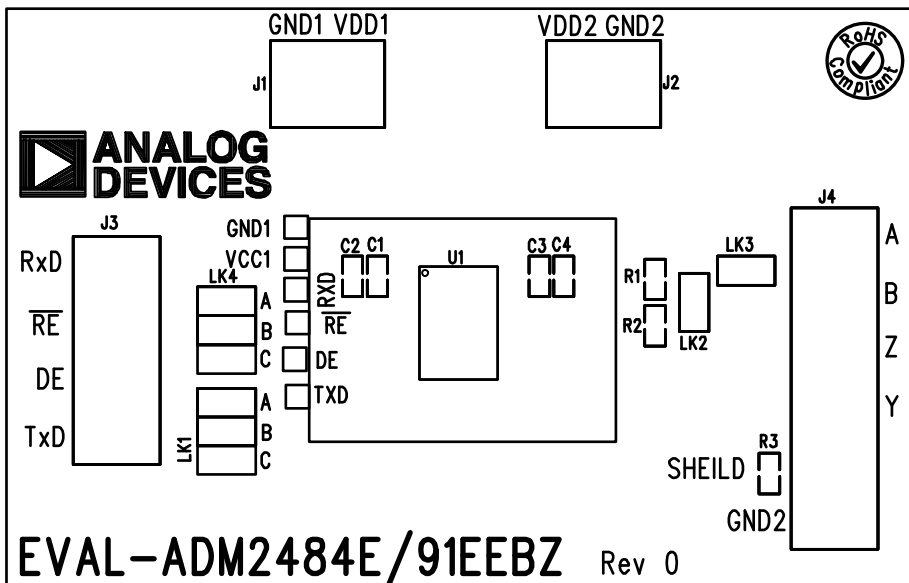 GND1 VDD1
VDD2 GND2
J1
J2
RoHS
Compliant
ANALOG
DEVICES
J3
J4
RxD
RE
DE
TxD
LK4
A
B
C
LK1
A
B
C
GND1
VCC1
RXD
RE
DE
TXD
C2 C1
U1
C3 C4
R1
R2
LK2
LK3
A
B
Z
Y
R3
SHEILD
GND2
EVAL-ADM2484E/91EEBZ Rev 0